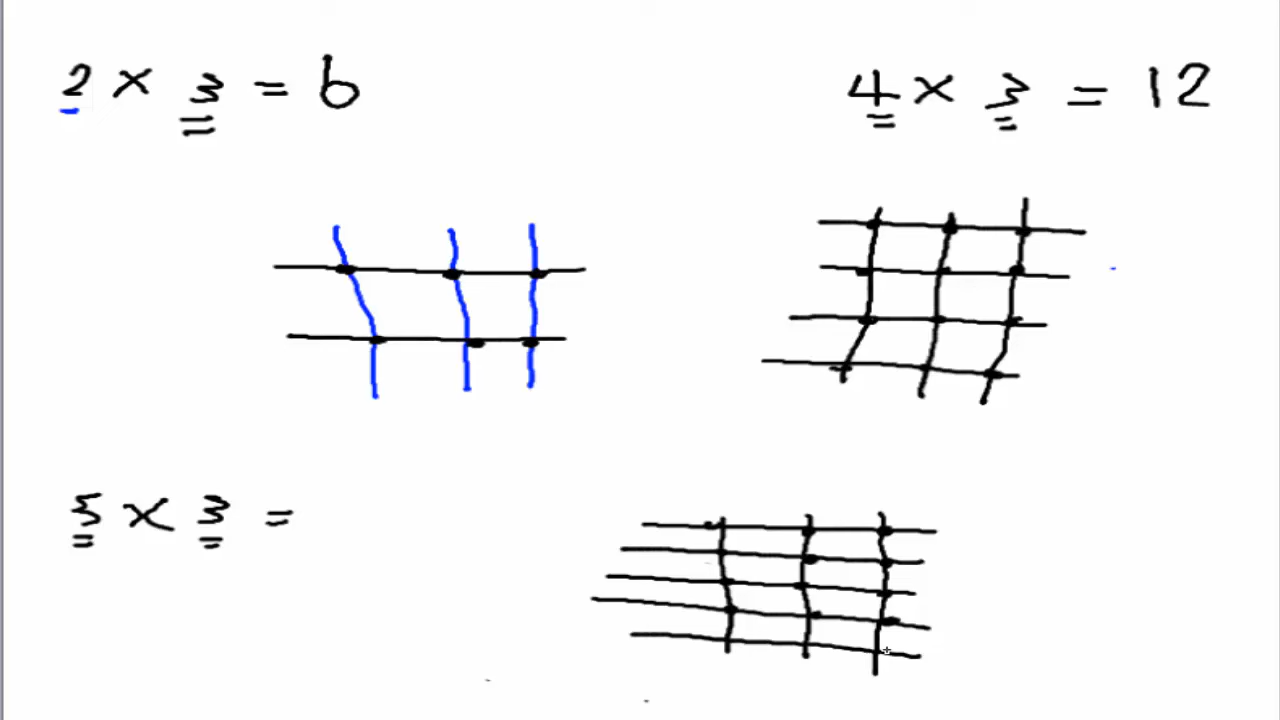 2 × 3 = 6
4 × 3 = 12
5 × 3 =